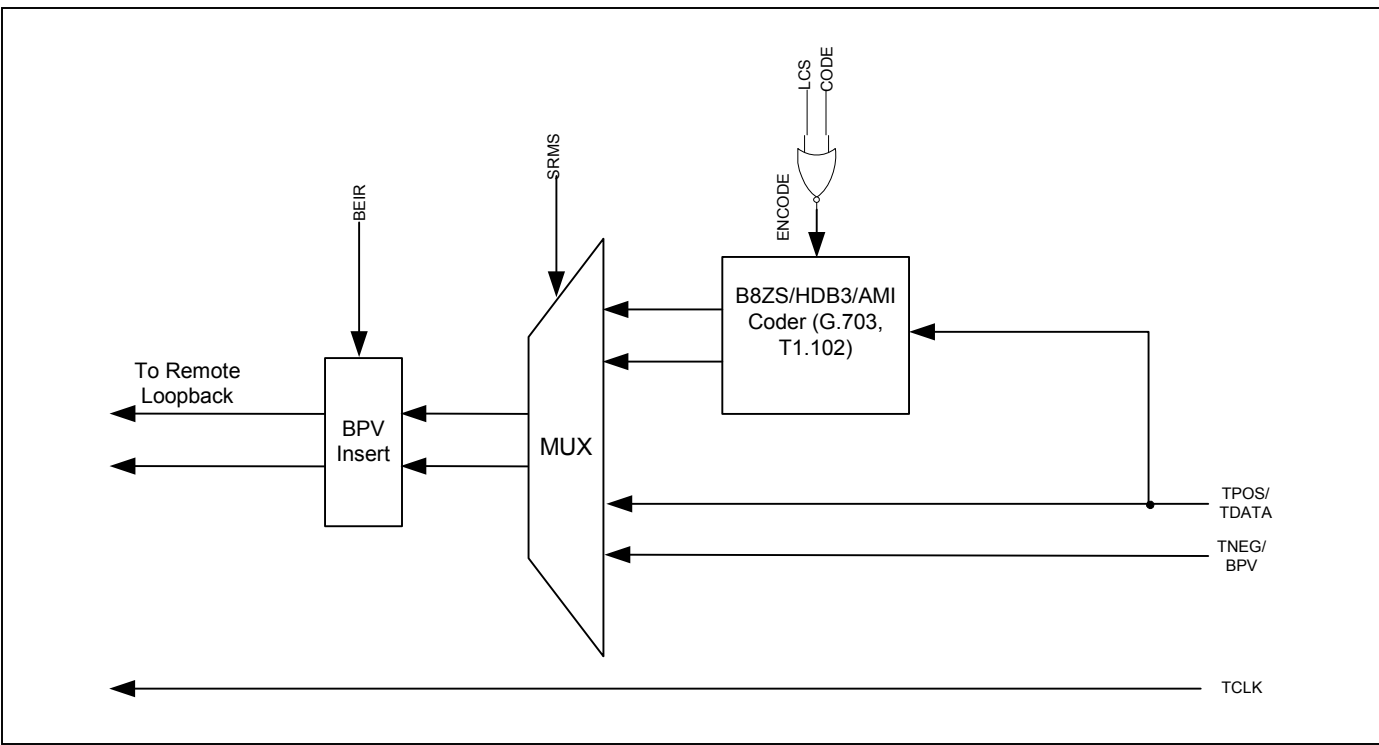 LCS
CODE
SRMS
ENCODE
BEIR
B8ZS/HDB3/AMI
Coder (G.703,
T1.102)
To Remote
Loopback
BPV
Insert
MUX
TPOS/
TDATA
TNEG/
BPV
TCLK